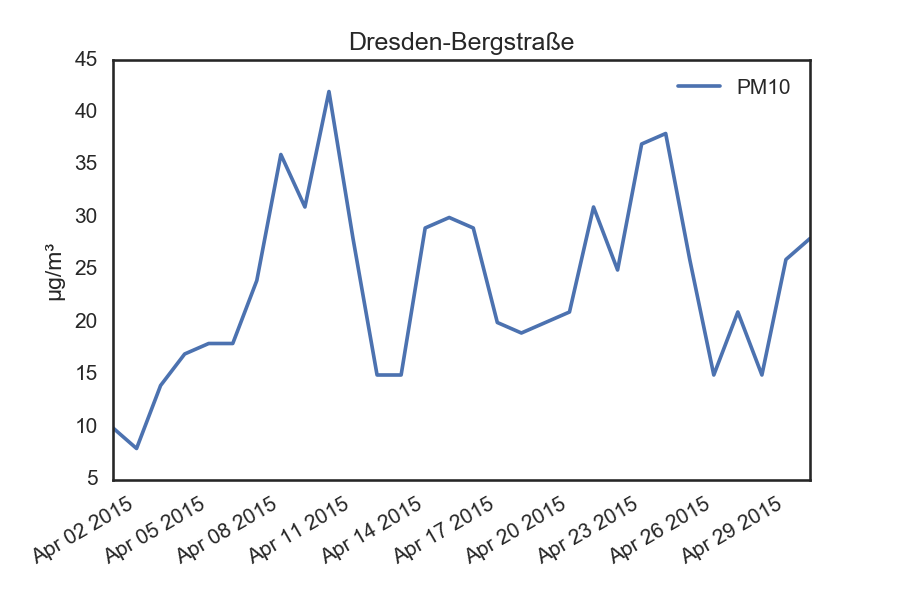 Dresden-Bergstraße
PM10
µg/m³
45
40
35
30
25
20
15
10
5
Apr 02 2015
Apr 05 2015
Apr 08 2015
Apr 11 2015
Apr 14 2015
Apr 17 2015
Apr 20 2015
Apr 23 2015
Apr 26 2015
Apr 29 2015